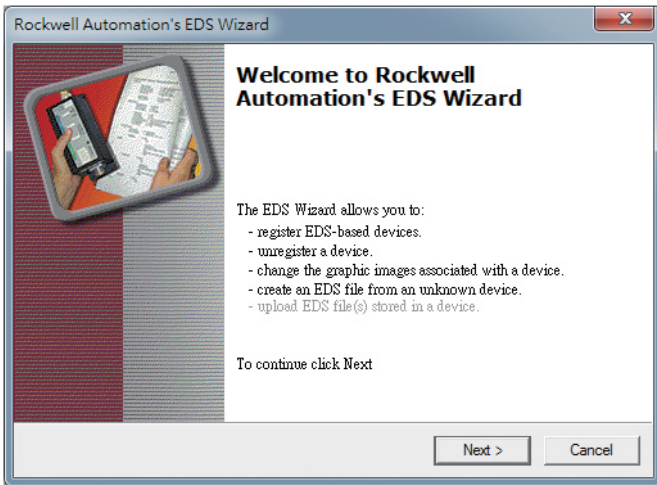 Rockwell Automation's EDS Wizard
Welcome to Rockwell
Automation's EDS Wizard
The EDS Wizard allows you to:
- register EDS-based devices.
- unregister a device.
- change the graphic images associated with a device.
- create an EDS file from an unknown device.
- upload EDS file(s) stored in a device.
To continue click Next
Next >
Cancel